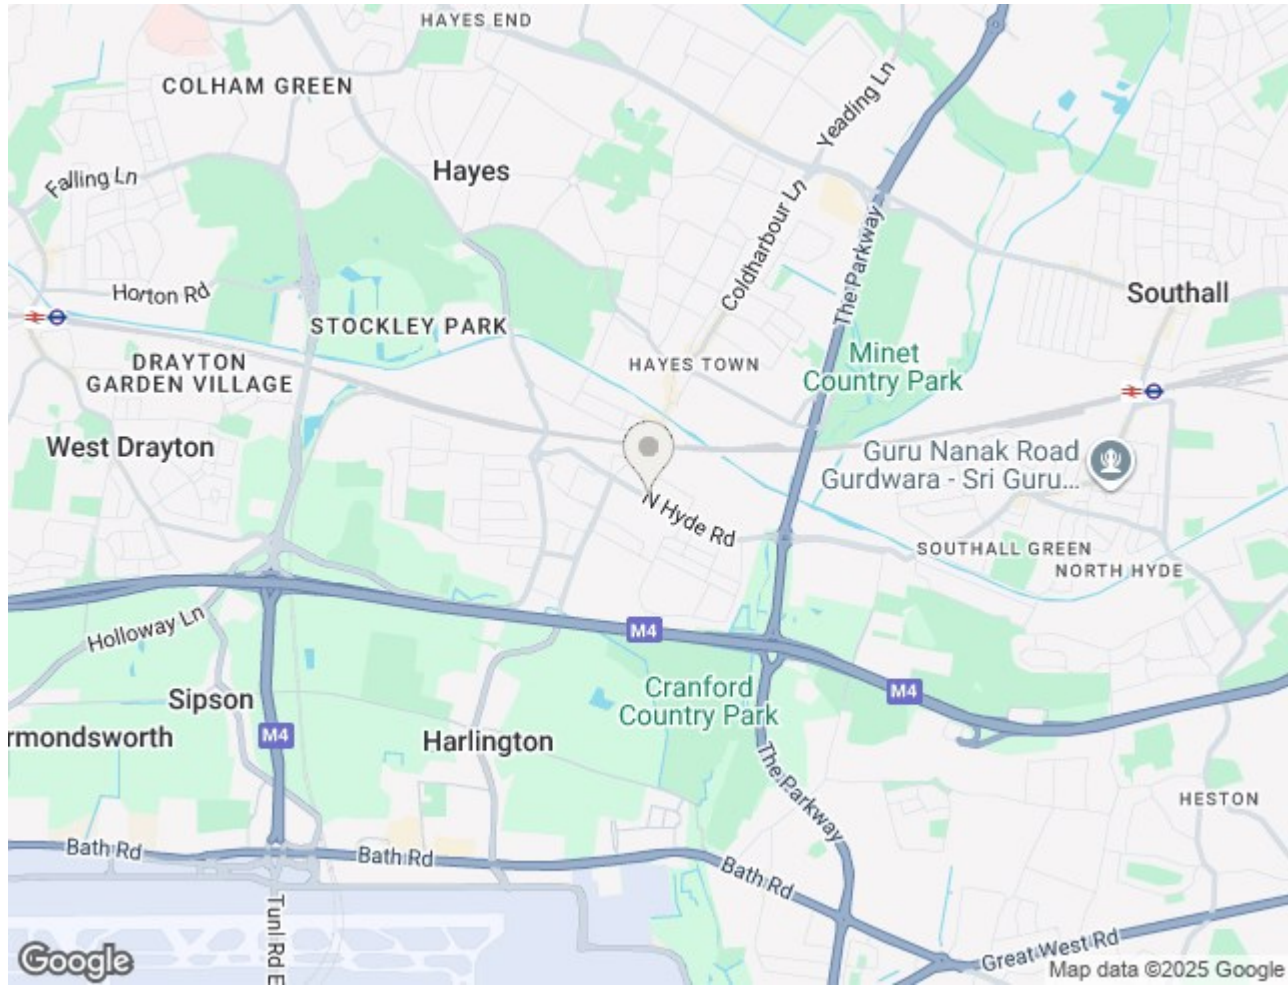 HAYES END
COLHAM GREEN
Yeading Ln
Falling Ln
Hayes
Coldharbour Ln
The Parkway
Horton Rd
Southall
STOCKLEY PARK
HAYES TOWN
Minet
Country Park
DRAYTON
GARDEN VILLAGE
West Drayton
Guru Nanak Road
Gurdwara - Sri Guru...
N Hyde Rd
SOUTHALL GREEN
NORTH HYDE
Holloway Ln
M4
Cranford
Country Park
M4
Sipson
M4
rmondsworth
Harlington
The Parkway
HESTON
Bath Rd
Bath Rd
Bath Rd
Tunl Rd E
Great West Rd
Google
Map data ©2025 Google